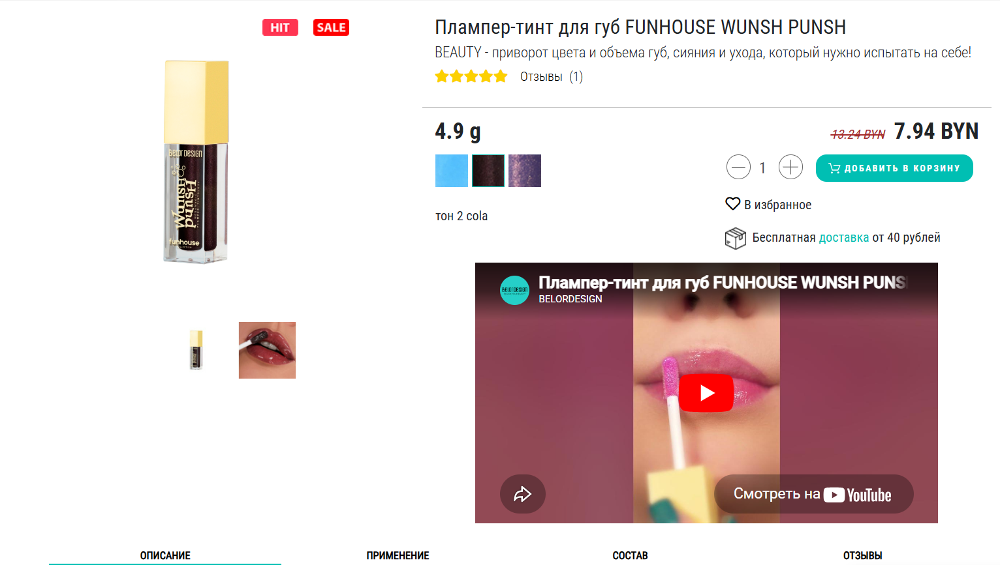 HIT
SALE
Плампер-тинт для губ FUNHOUSE WUNSH PUNSH
BEAUTY - приворот цвета и объема губ, сияния и ухода, который нужно испытать на себе!
Отзывы (1)
4.9 g
13.24 BYN 7.94 BYN
1
ДОБАВИТЬ В КОРЗИНУ
тон 2 cola
В избранное
Бесплатная доставка от 40 рублей
BELORDESIGN
Wunsh
punsh
funhouse
BELORDESIGN
Плампер-тинт для губ FUNHOUSE WUNSH PUNS
BELORDESIGN
Смотреть на YouTube
ОПИСАНИЕ
ПРИМЕНЕНИЕ
СОСТАВ
ОТЗЫВЫ